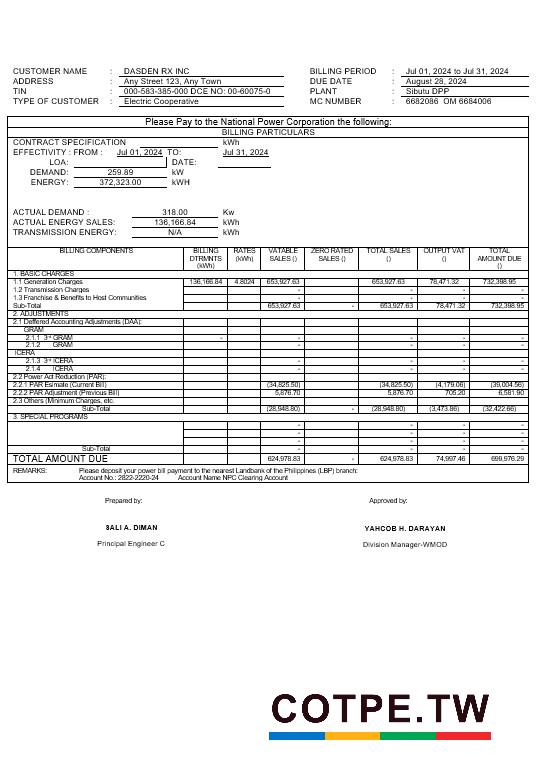 CUSTOMER NAME : DASDEN RX INC BILLING PERIOD : Jul 01, 2024 to Jul 31, 2024
ADDRESS : Any Street 123, Any Town DUE DATE : August 28, 2024
TIN : 000-583-385-000 DCE NO: 00-60075-0 PLANT : Sibutu DPP
TYPE OF CUSTOMER : Electric Cooperative MC NUMBER : 6682086 OM 6684006
Please Pay to the National Power Corporation the following:
BILLING PARTICULARS
CONTRACT SPECIFICATION kWh
EFFECTIVITY : FROM : Jul 01, 2024 TO: Jul 31, 2024
LOA: DATE:
DEMAND: 259.89 kW
ENERGY: 372,323.00 kWH
ACTUAL DEMAND : 318.00 Kw
ACTUAL ENERGY SALES: 136,166.84 kWh
TRANSMISSION ENERGY: N/A kWh
BILLING COMPONENTS BILLING RATES VATABLE ZERO RATED TOTAL SALES OUTPUT VAT TOTAL
DTRMNTS (kWh) SALES () SALES () () () AMOUNT DUE
(kWh) ()
1. BASIC CHARGES
1.1 Generation Charges 136,166.84 4.8024 653,927.63 653,927.63 78,471.32 732,398.95
1.2 Transmission Charges - - - -
1.3 Franchise & Benefits to Host Communities - - - -
Sub-Total 653,927.63 - 653,927.63 78,471.32 732,398.95
2. ADJUSTMENTS
2.1 Deffered Accounting Adjustments (DAA):
GRAM
2.1.1 3rd GRAM - - - - -
2.1.2 GRAM - - - -
ICERA
2.1.3 3rd ICERA - - - -
2.1.4 ICERA - - - -
2.2 Power Act Reduction (PAR):
2.2.1 PAR Esimate (Current Bill) (34,825.50) (34,825.50) (4,179.06) (39,004.56)
2.2.2 PAR Adjustment (Previous Bill) 5,876.70 5,876.70 705.20 6,581.90
2.3 Others (Minimum Charges, etc.
Sub-Total (28,948.80) - (28,948.80) (3,473.86) (32,422.66)
3. SPECIAL PROGRAMS
- - - -
- - - -
- - - -
Sub-Total - - - -
TOTAL AMOUNT DUE 624,978.83 - 624,978.83 74,997.46 699,976.29
REMARKS: Please deposit your power bill payment to the nearest Landbank of the Philippines (LBP) branch:
Account No.: 2822-2220-24 Account Name NPC Clearing Account
Prepared by: Approved by:
SALI A. DIMAN YAHCOB H. DARAYAN
Principal Engineer C Division Manager-WMOD
COTPE.TW